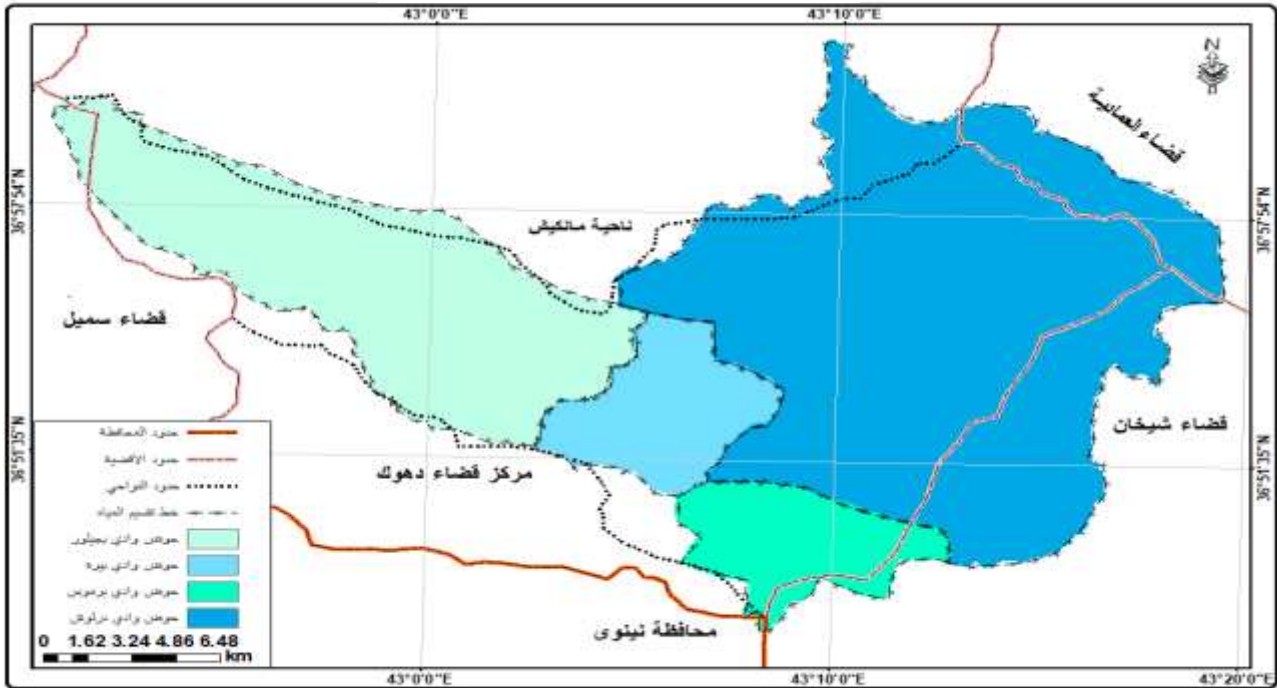 43°0'0"E
43°10'0"E
N
قضاء العمادية
36°57'54"N
36°57'54"N
ناحية مانكيش
قضاء سميل
قضاء شيخان
36°51'35"N
36°51'35"N
مركز قضاء دهوك
حدود المحافظة
حدود الاقضية
حدود النواحي
خط تقسيم المياه
حوض وادي
حوض وادي بيره
حوض وادي
حوض وادي
0 1.62 3.24 4.86 6.48
km
محافظة نينوى
43°0'0"E
43°10'0"E
43°20'0"E